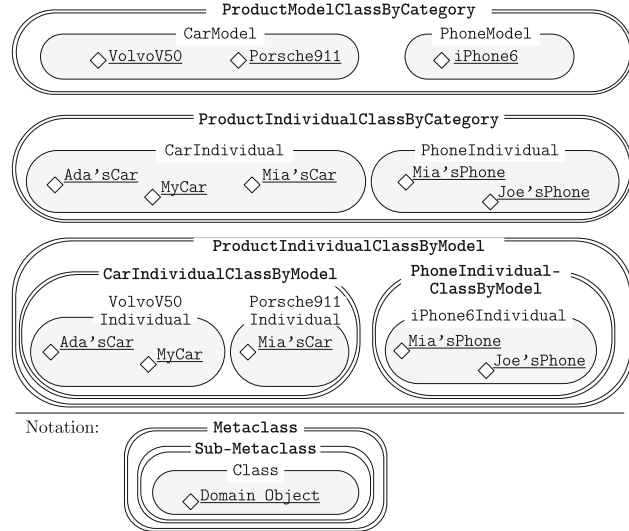 ProductModelClassByCategory
CarModel PhoneModel
VolvoV50 Porsche911 iPhone6
ProductIndividualClassByCategory
CarIndividual PhoneIndividual
Ada'sCar MyCar Mia'sCar Mia'sPhone Joe'sPhone
ProductIndividualClassByModel
CarIndividualClassByModel
PhoneIndividual-
ClassByModel
VolvoV50
Individual
Porsche911
Individual
iPhone6Individual
Ada'sCar MyCar Mia'sCar Mia'sPhone Joe'sPhone
Notation:
Metaclass
Sub-Metaclass
Class
Domain Object